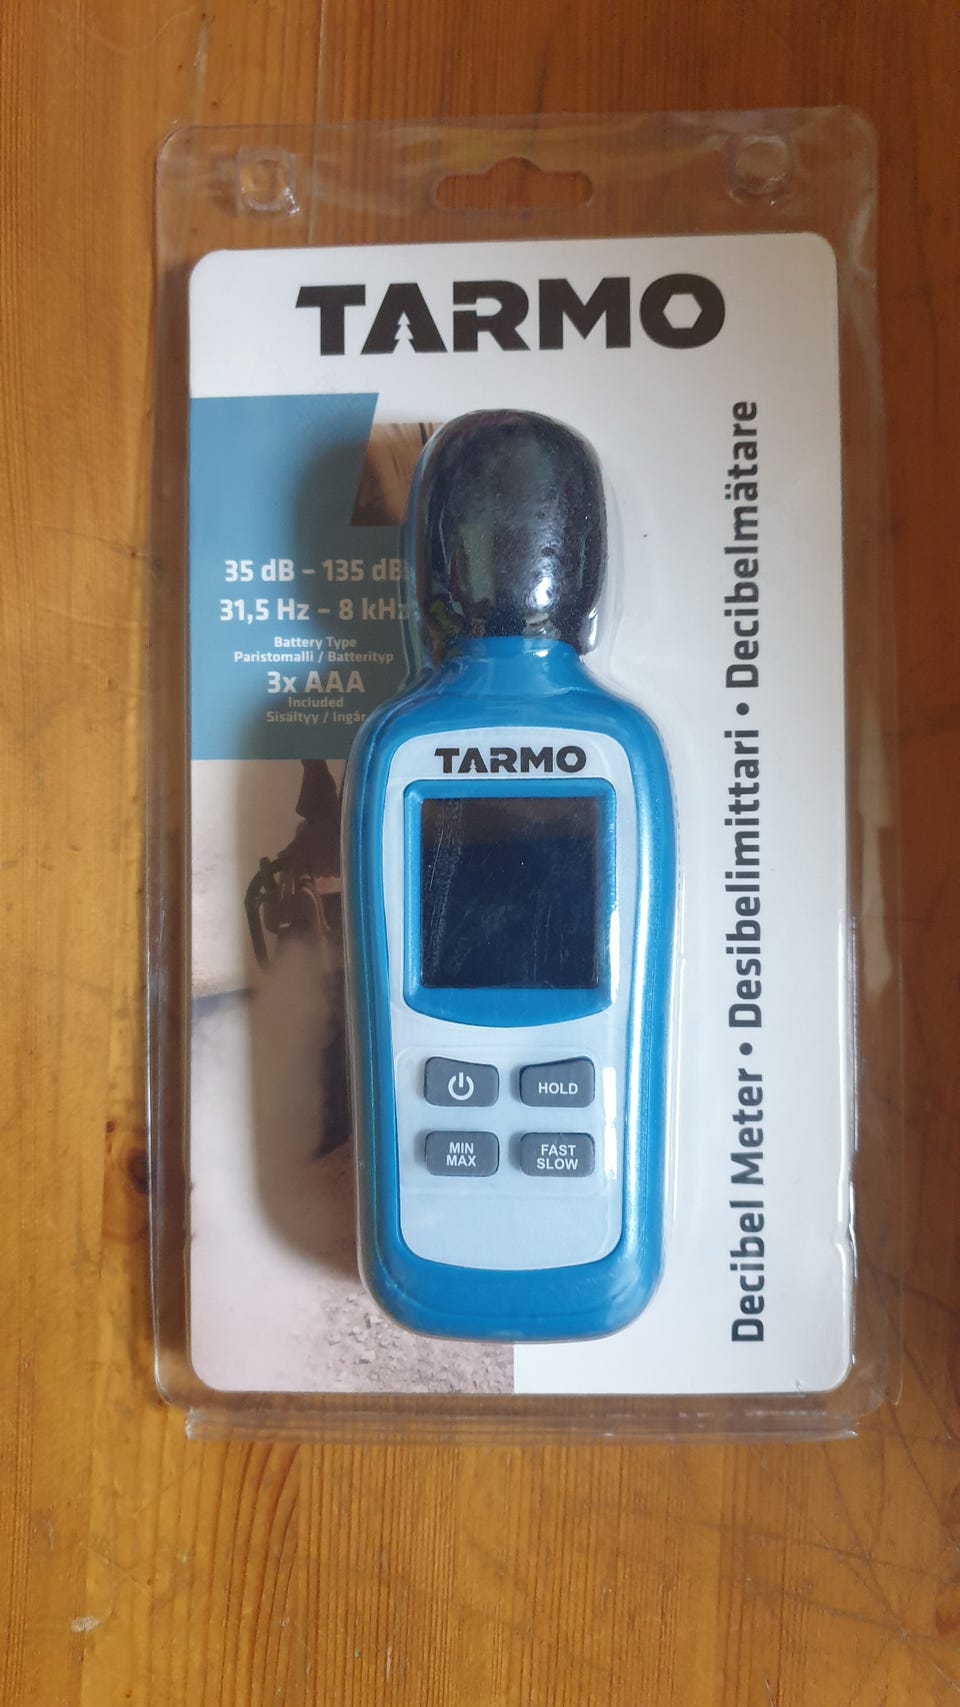 TARMO
35 dB – 135 dB
31,5 Hz – 8 kHz
Battery Type
Paristomalli / Batterityp
3x AAA
Included
Sisältyy / Ingår
TARMO
HOLD
MIN
MAX
FAST
SLOW
Decibel Meter • Desibelimittari • Decibelmätare